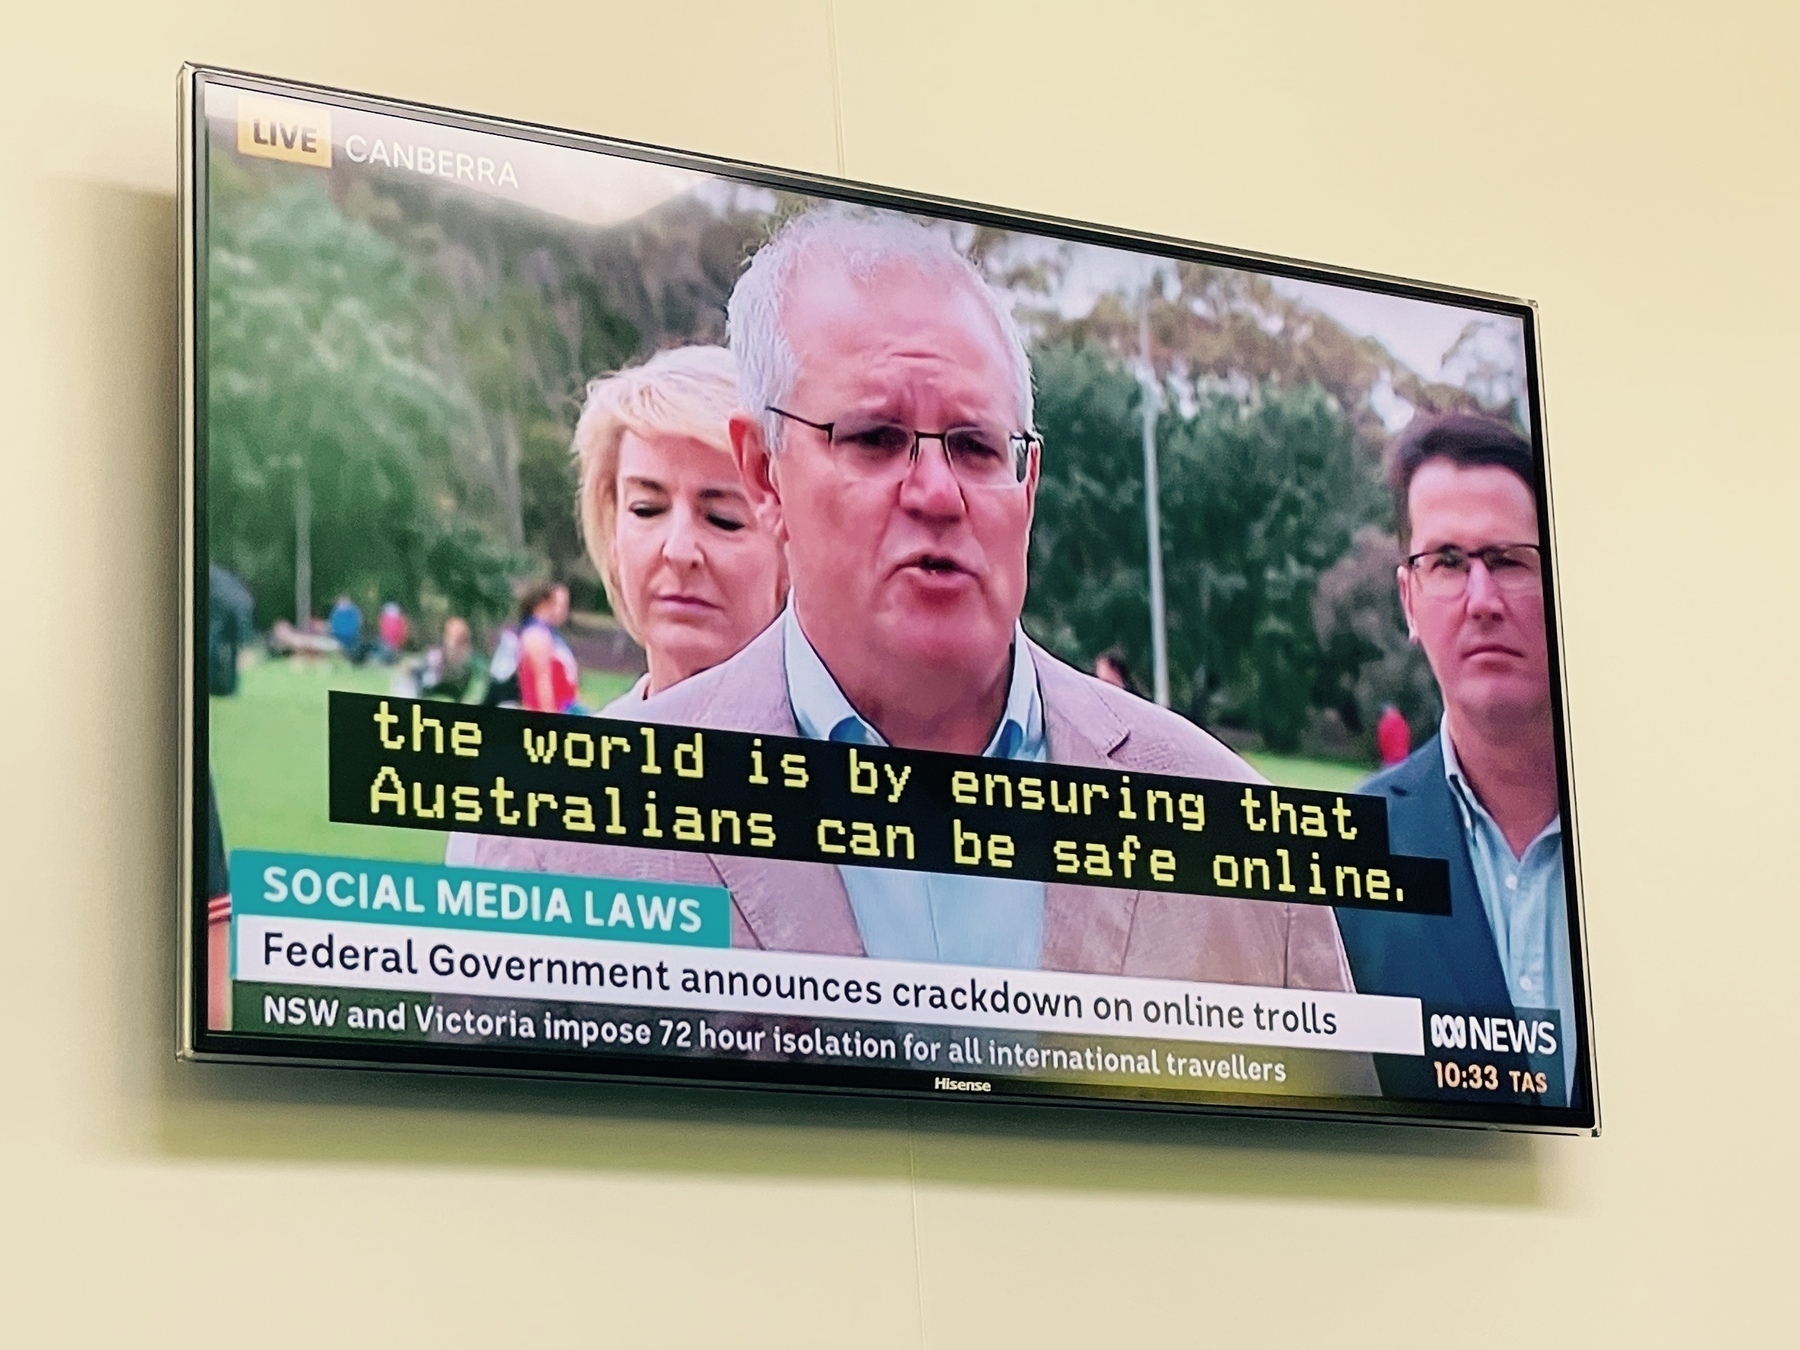 LIVE CANBERRA
the world is by ensuring that
Australians can be safe online.
SOCIAL MEDIA LAWS
Federal Government announces crackdown on online trolls
NSW and Victoria impose 72 hour isolation for all international travellers
NEWS
10:33 TAS
Hisense